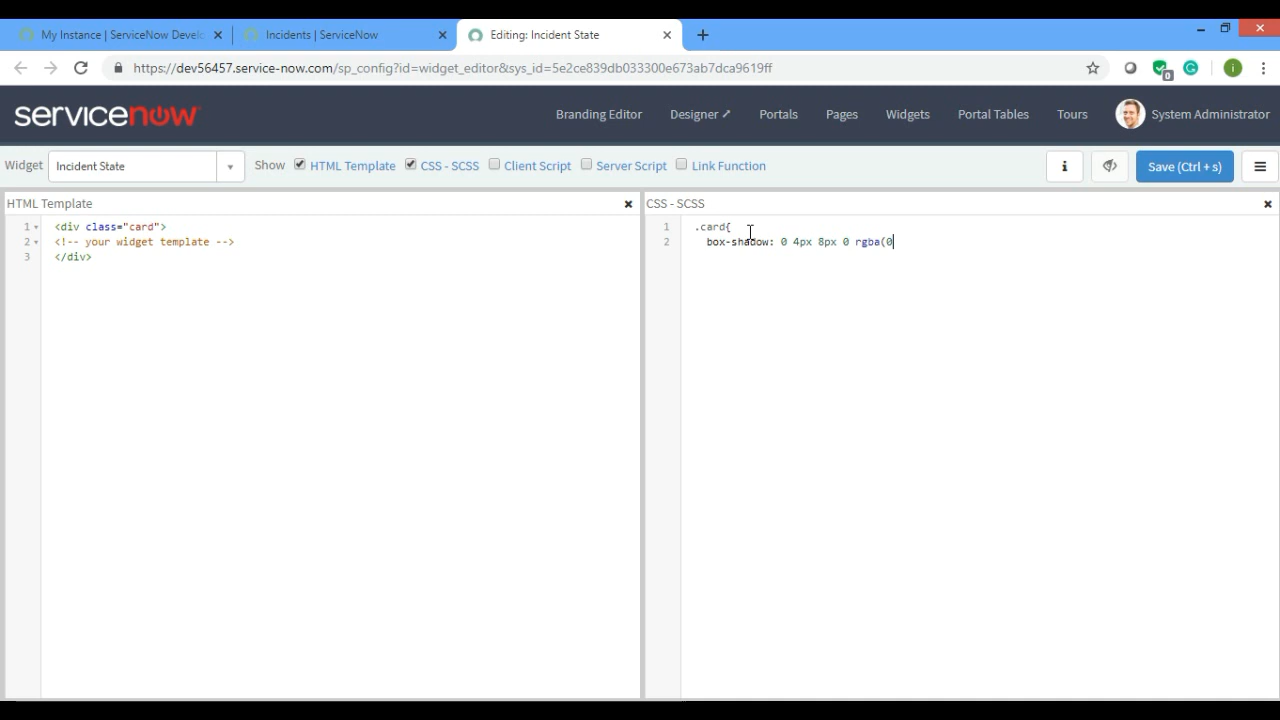 My Instance | ServiceNow Develo
Incidents | ServiceNow
Editing: Incident State
https://dev56457.service-now.com/sp_config?id=widget_editor&sys_id=5e2ce839db033300e673ab7dca9619ff
0
i
servicenow
Branding Editor
Designer
Portals
Pages
Widgets
Portal Tables
Tours
System Administrator
Widget
Incident State
Show
HTML Template
CSS - SCSS
Client Script
Server Script
Link Function
i
Save (Ctrl + s)
HTML Template
1 <div class="card">
2 <!-- your widget template -->
3 </div>
CSS - SCSS
1 .card{
2 box-shadow: 0 4px 8px 0 rgba(0